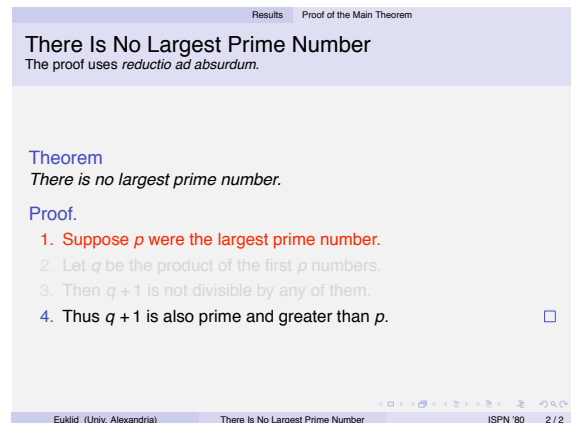 Results Proof of the Main Theorem
There Is No Largest Prime Number
The proof uses reductio ad absurdum.
Theorem
There is no largest prime number.
Proof.
1. Suppose p were the largest prime number.
2. Let q be the product of the first p numbers.
3. Then q + 1 is not divisible by any of them.
4. Thus q + 1 is also prime and greater than p.
Euklid (Univ. Alexandria) There Is No Largest Prime Number ISPN '80 2 / 2